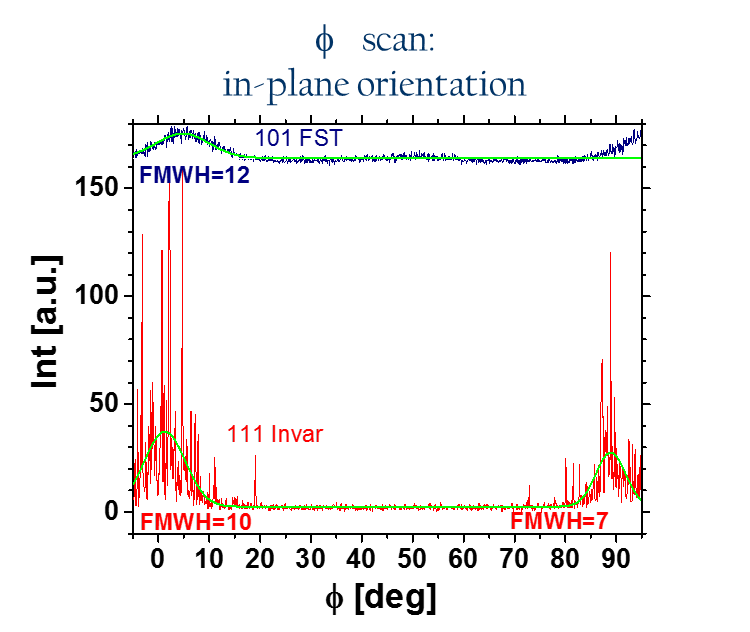 ϕ scan:
in-plane orientation
101 FST
FMWH=12
150
100
50
0
Int [a.u.]
111 Invar
FMWH=10
FMWH=7
0 10 20 30 40 50 60 70 80 90
ϕ [deg]